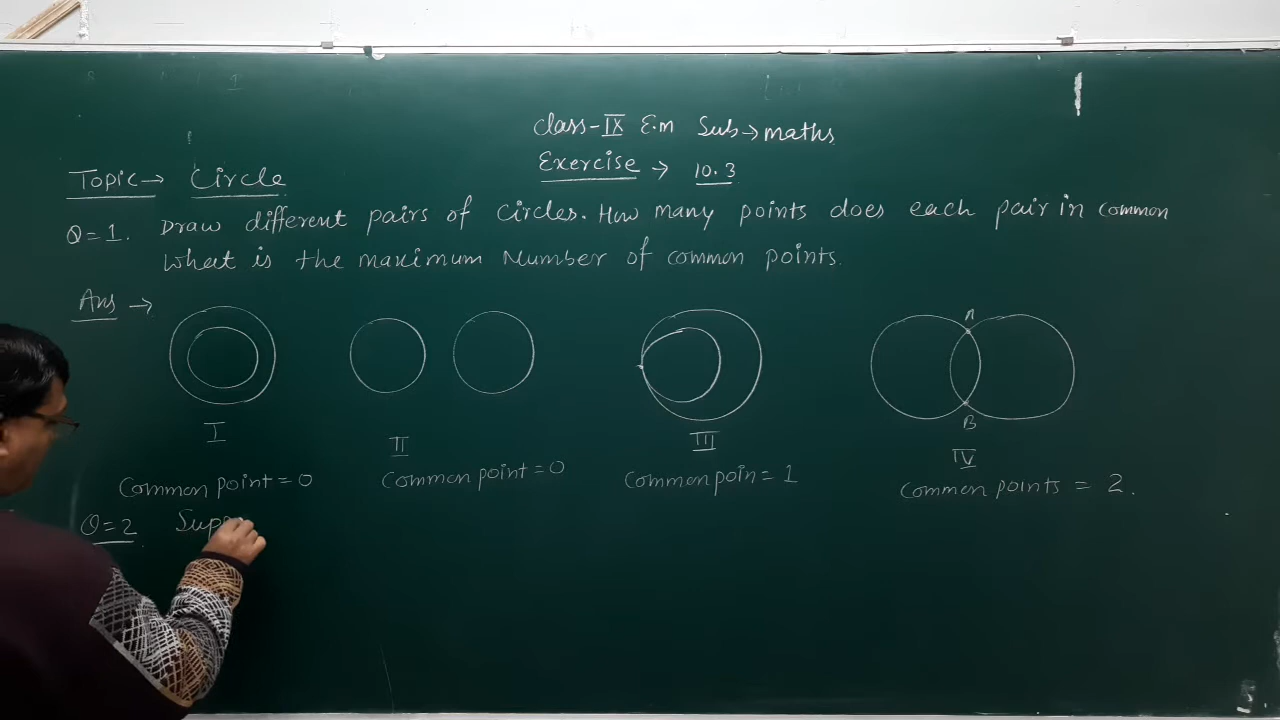 Class-IX E.m Sub→maths
Exercise → 10.3
Topic→ Circle
Q=1. Draw different pairs of circles. How many points does each pair in common
What is the maximum Number of common points.
Ans →
A
B
I
II
III
IV
Common point = 0
Common point = 0
Common poin = 1
Common points = 2.
Q=2